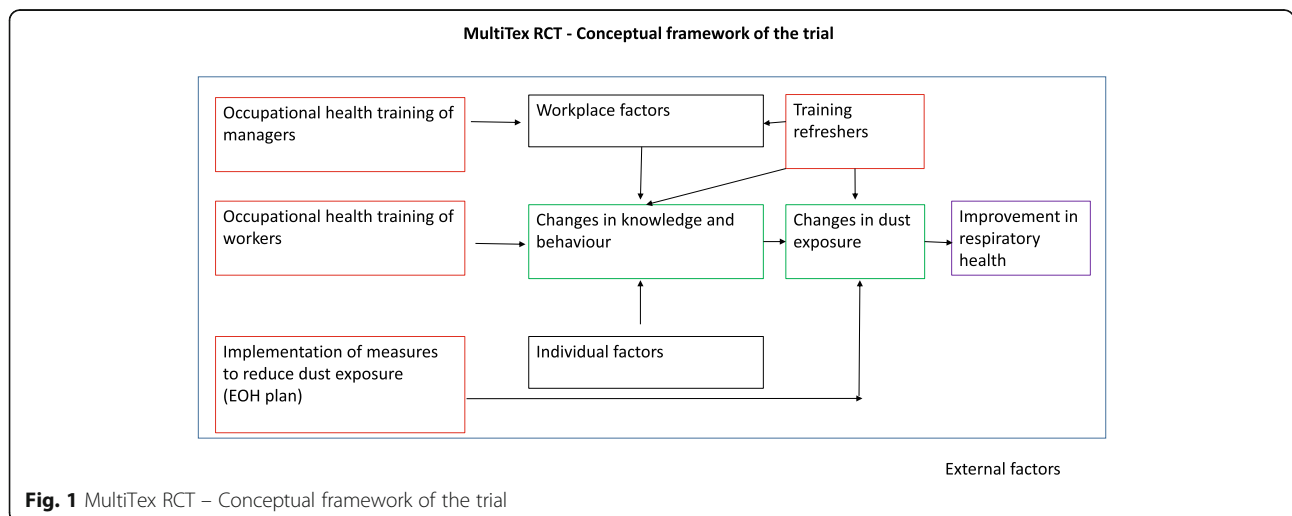 MultiTex RCT - Conceptual framework of the trial
Occupational health training of
managers
Workplace factors
Training
refreshers
Occupational health training of
workers
Changes in knowledge and
behaviour
Changes in dust
exposure
Improvement in
respiratory
health
Implementation of measures
to reduce dust exposure
(EOH plan)
Individual factors
External factors
Fig. 1 MultiTex RCT – Conceptual framework of the trial